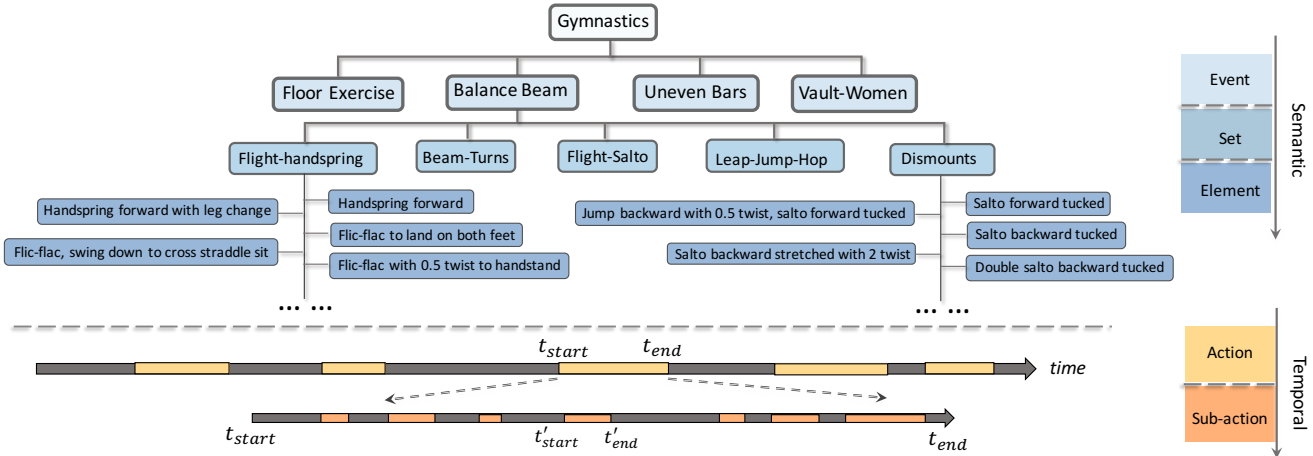 Gymnastics
Floor Exercise
Balance Beam
Uneven Bars
Vault-Women
Flight-handspring
Beam-Turns
Flight-Salto
Leap-Jump-Hop
Dismounts
Handspring forward with leg change
Handspring forward
Flic-flac to land on both feet
Flic-flac, swing down to cross straddle sit
Flic-flac with 0.5 twist to handstand
... ...
Jump backward with 0.5 twist, salto forward tucked
Salto forward tucked
Salto backward tucked
Salto backward stretched with 2 twist
Double salto backward tucked
... ...
Event
Set
Element
Semantic
t_start
t_end
time
t_start
t'_start
t'_end
t_end
Action
Sub-action
Temporal